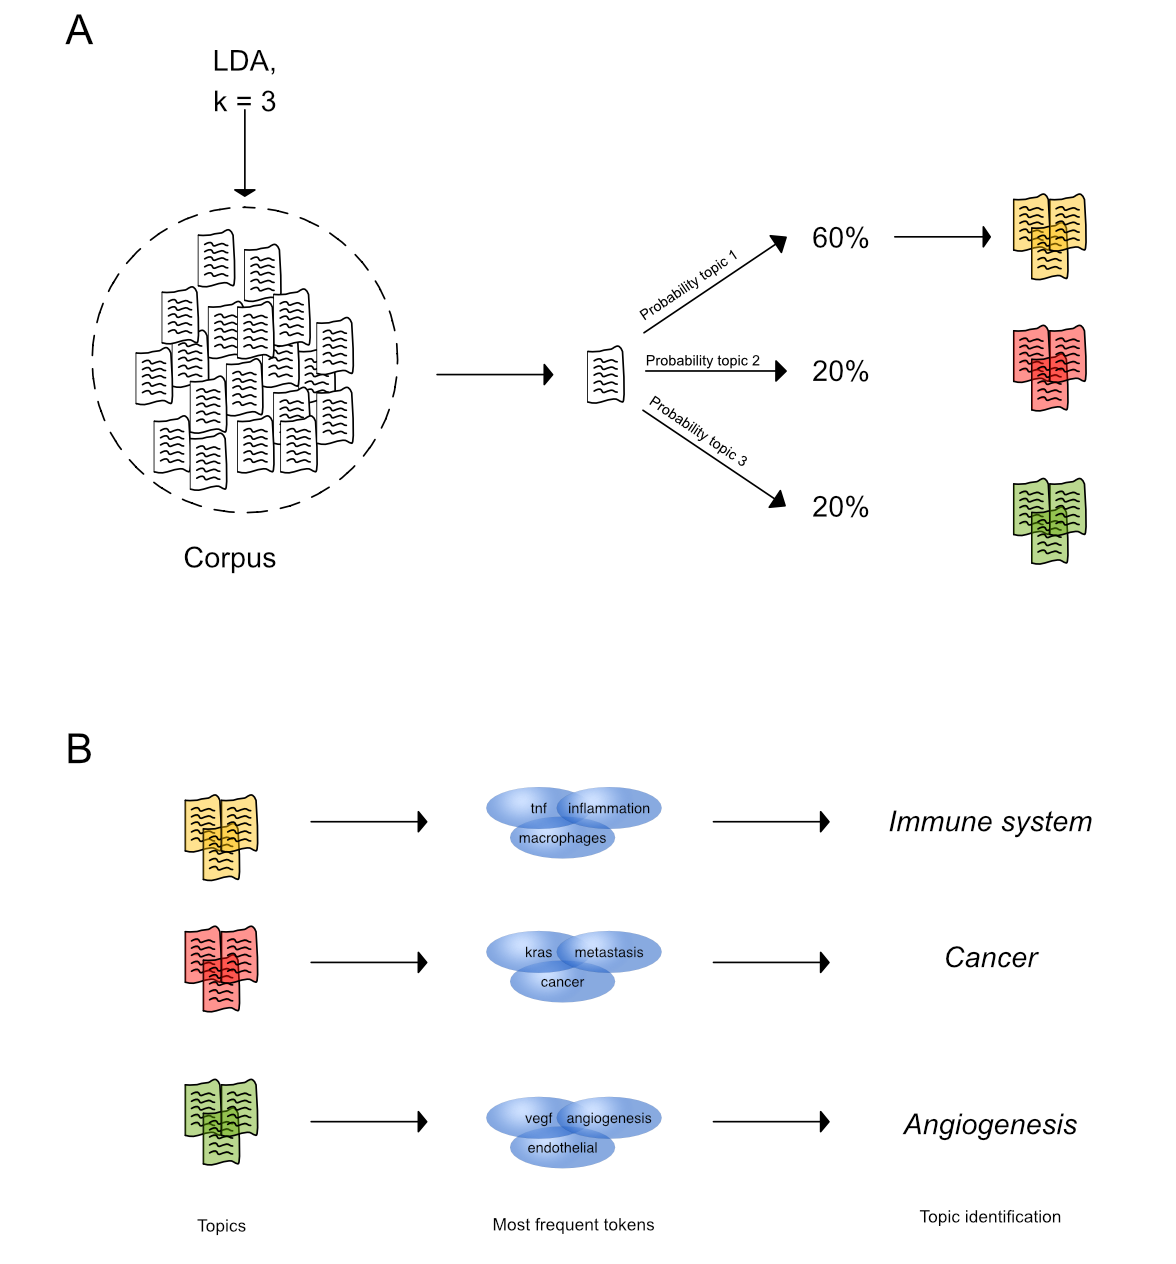 A
LDA,
k = 3
Corpus
Probability topic 1
60%
Probability topic 2
20%
Probability topic 3
20%
B
tnf inflammation
macrophages
Immune system
kras metastasis
cancer
Cancer
vegf angiogenesis
endothelial
Angiogenesis
Topics
Most frequent tokens
Topic identification